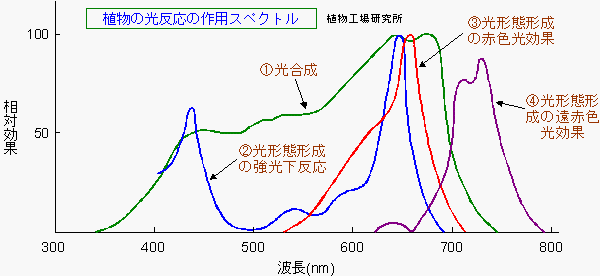 植物の光反応の作用スペクトル
植物工場研究所
①光合成
②光形態形成
の強光下反応
③光形態形成
の赤色光効果
④光形態形
成の遠赤色
光効果
相対効果
100
50
300
400
500
600
700
800
波長(nm)